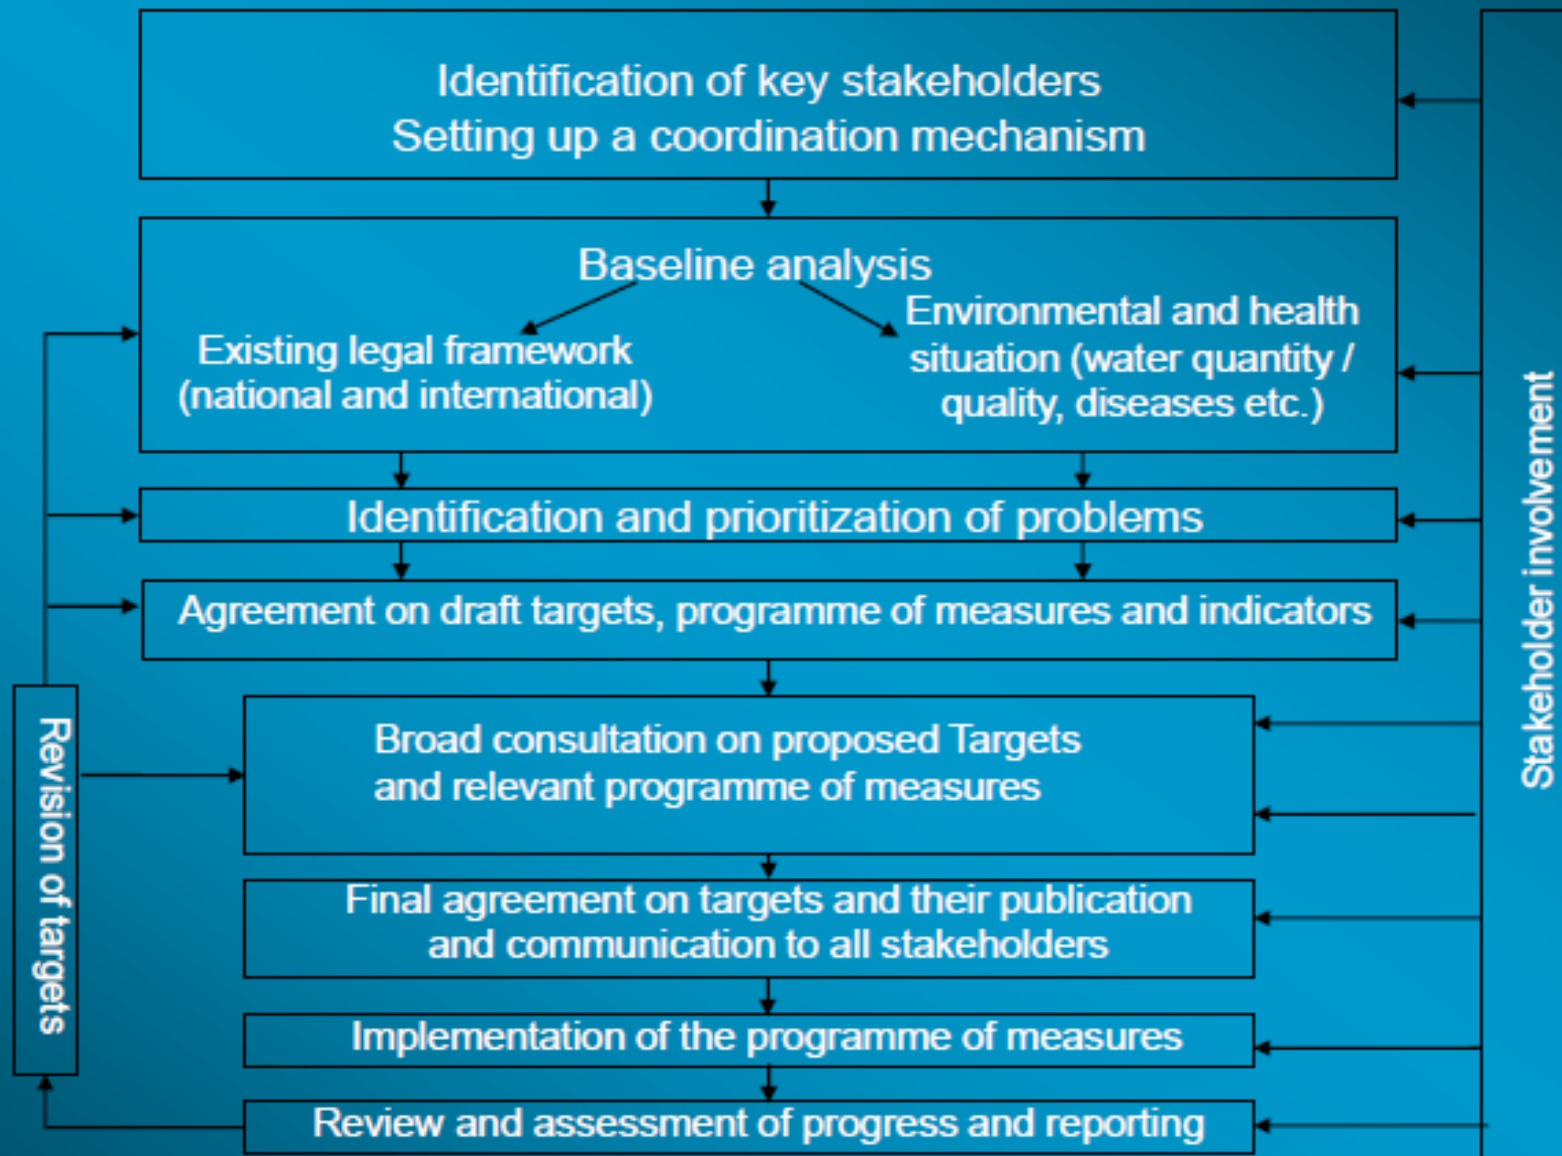 Identification of key stakeholders
Setting up a coordination mechanism
Baseline analysis
Existing legal framework
(national and international)
Environmental and health
situation (water quantity /
quality, diseases etc.)
Identification and prioritization of problems
Agreement on draft targets, programme of measures and indicators
Broad consultation on proposed Targets
and relevant programme of measures
Final agreement on targets and their publication
and communication to all stakeholders
Implementation of the programme of measures
Review and assessment of progress and reporting
Revision of targets
Stakeholder involvement